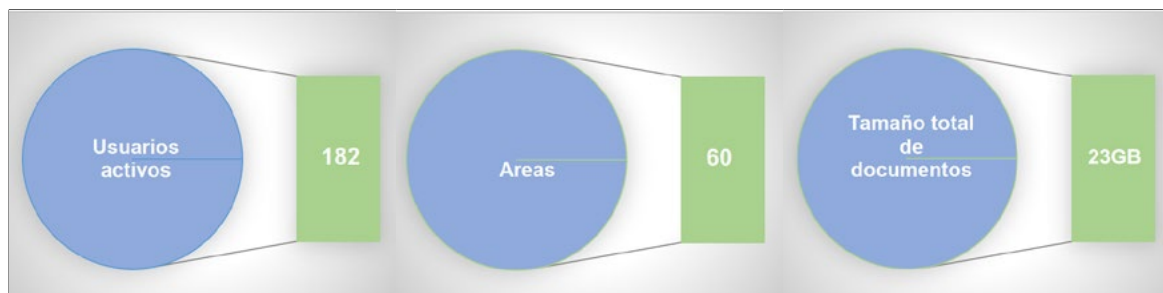 Usuarios
activos
182
Areas
60
Tamaño total
de
documentos
23GB